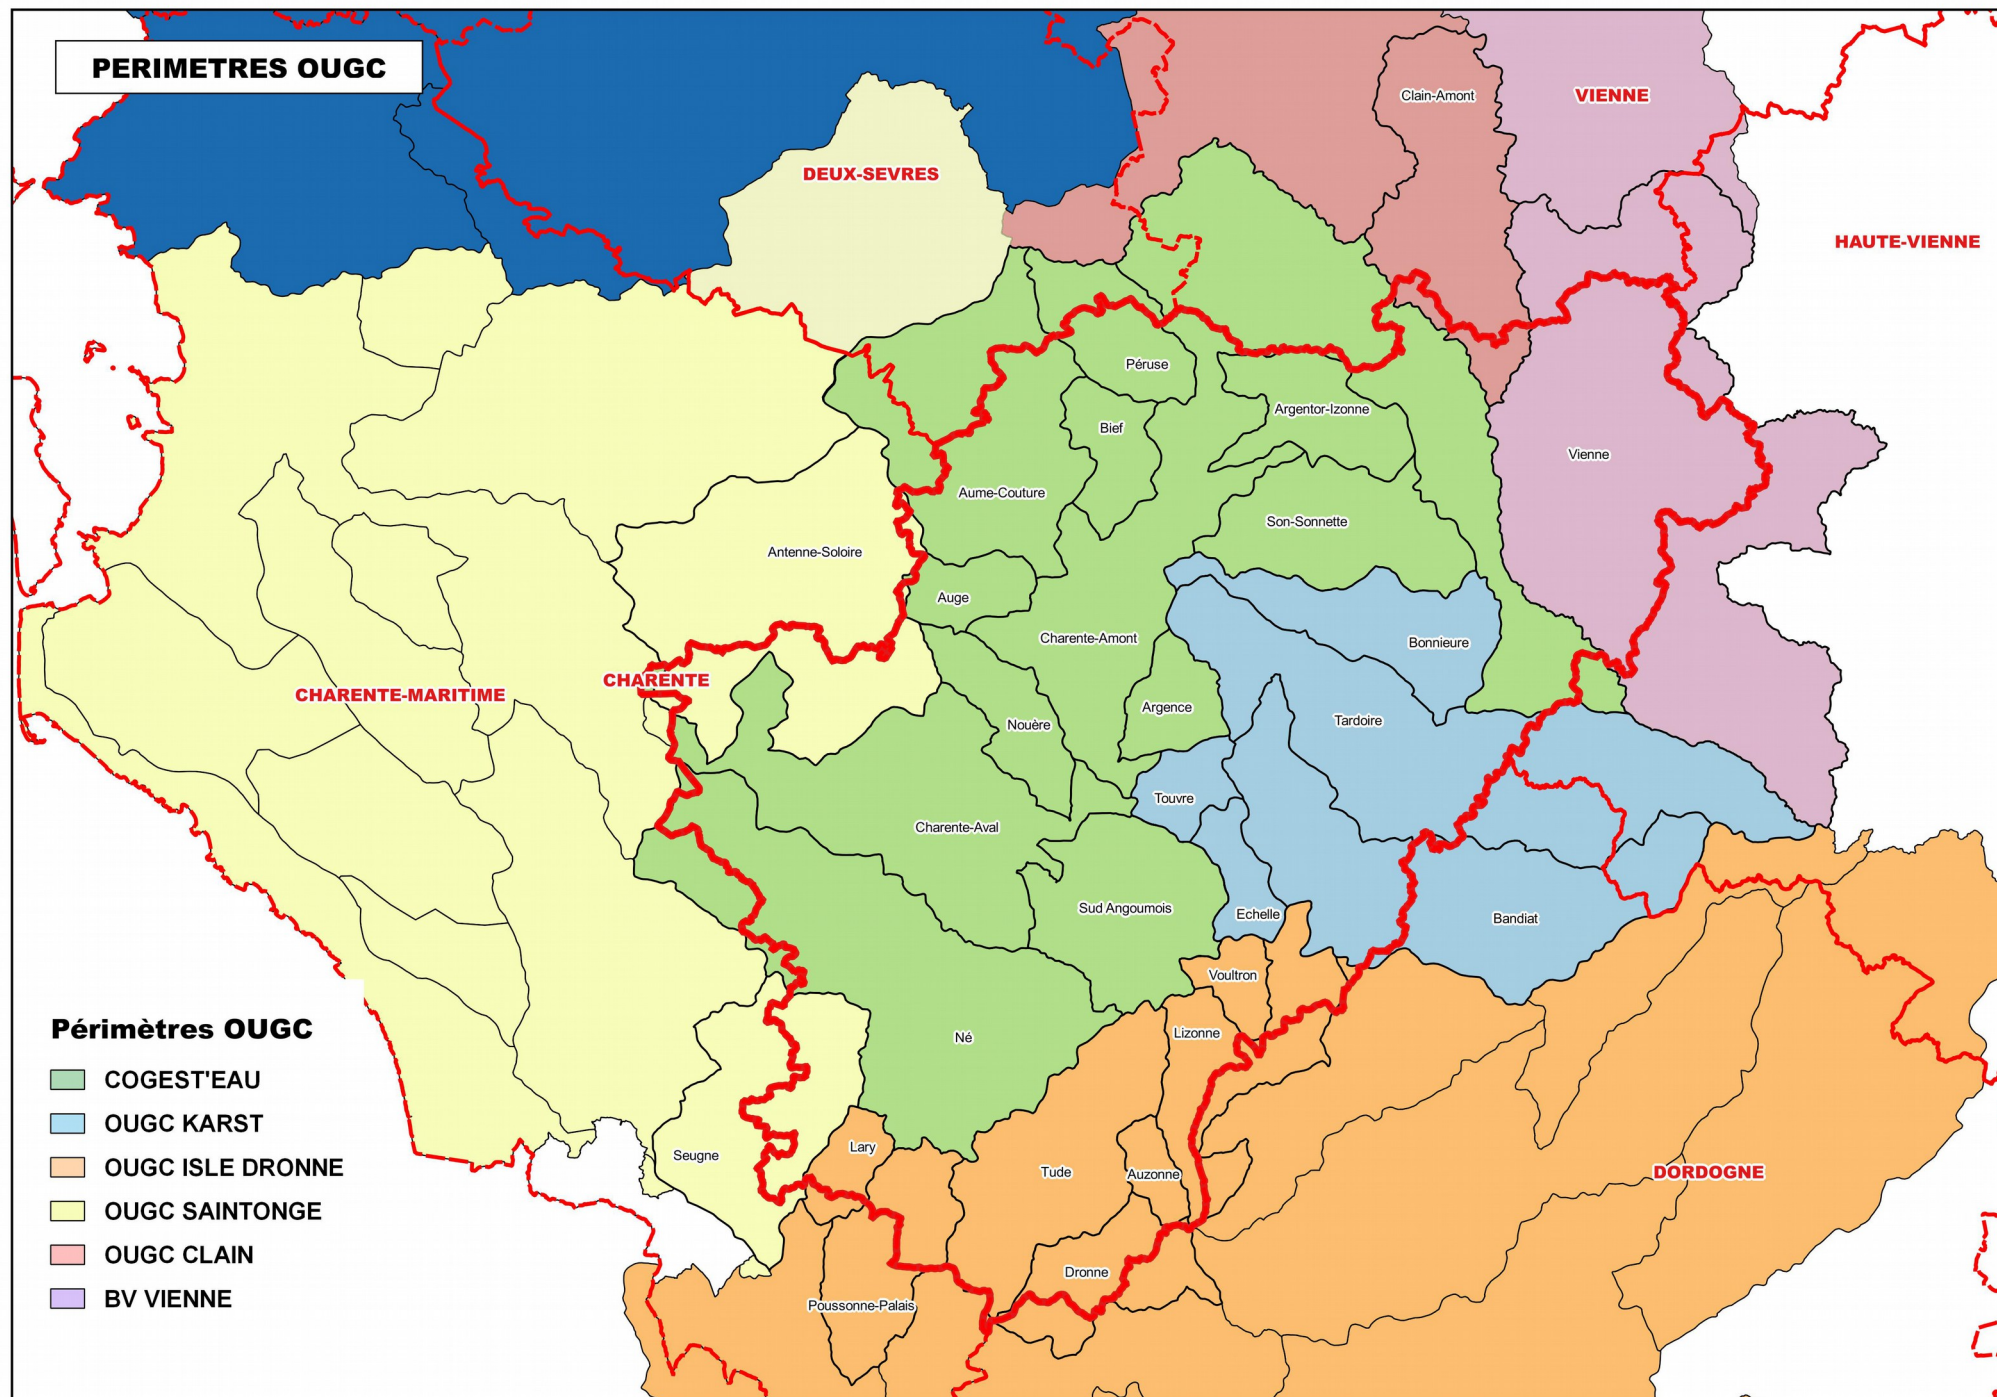 PERIMETRES OUGC
Clain-Amont
VIENNE
DEUX-SEVRES
HAUTE-VIENNE
Péruse
Argentor-Izonne
Bief
Vienne
Aume-Couture
Son-Sonnette
Antenne-Soloire
Auge
Charente-Amont
Bonnieure
CHARENTE
CHARENTE-MARITIME
Argence
Tardoire
Nouère
Touvre
Charente-Aval
Sud Angoumois
Echelle
Bandiat
Voultron
Lizonne
Né
Périmètres OUGC
COGEST'EAU
OUGC KARST
OUGC ISLE DRONNE
OUGC SAINTONGE
OUGC CLAIN
BV VIENNE
Lary
Seugne
Tude
Auzonne
DORDOGNE
Dronne
Poussonne-Palais